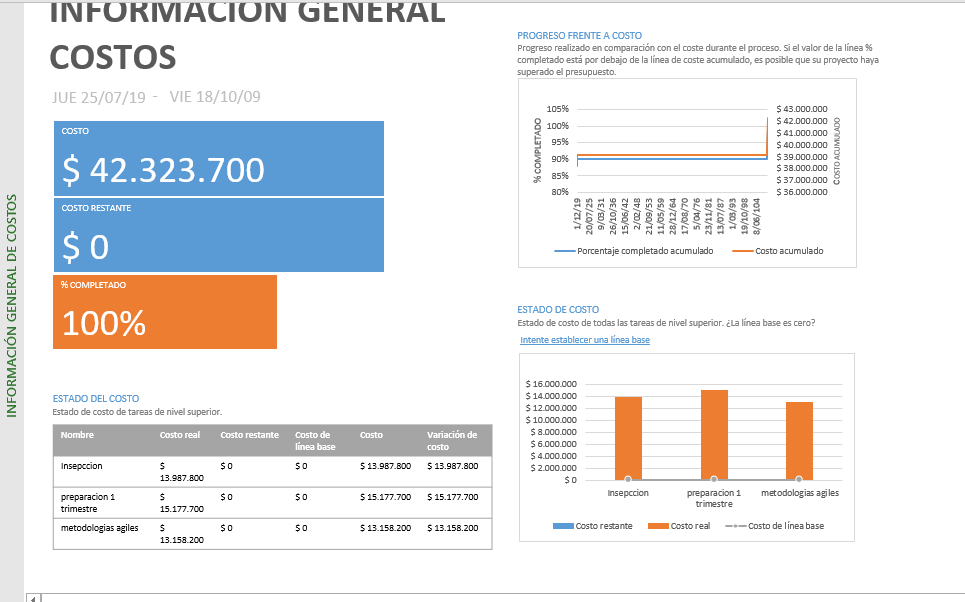 INFORMACIÓN GENERAL
COSTOS
JUE 25/07/19 - VIE 18/10/09
COSTO
$ 42.323.700
COSTO RESTANTE
$ 0
% COMPLETADO
100%
INFORMACIÓN GENERAL DE COSTOS
ESTADO DEL COSTO
Estado de costo de tareas de nivel superior.
Nombre Costo real Costo restante Costo de línea base Costo Variación de costo
Insepccion $ 13.987.800 $ 0 $ 0 $ 13.987.800 $ 13.987.800
preparacion 1 trimestre $ 15.177.700 $ 0 $ 0 $ 15.177.700 $ 15.177.700
metodologias agiles $ 13.158.200 $ 0 $ 0 $ 13.158.200 $ 13.158.200
PROGRESO FRENTE A COSTO
Progreso realizado en comparación con el coste durante el proceso. Si el valor de la línea %
completado está por debajo de la línea de coste acumulado, es posible que su proyecto haya
superado el presupuesto.
% COMPLETADO
105%
100%
95%
90%
85%
80%
$ 43.000.000
$ 42.000.000
$ 41.000.000
$ 40.000.000
$ 39.000.000
$ 38.000.000
$ 37.000.000
$ 36.000.000
COSTO ACUMULADO
1/12/19
20/07/25
9/03/31
26/10/36
15/06/42
2/02/48
21/09/53
11/05/59
28/12/64
17/08/70
5/04/76
23/11/81
13/07/87
1/03/93
19/10/98
8/06/104
Porcentaje completado acumulado Costo acumulado
ESTADO DE COSTO
Estado de costo de todas las tareas de nivel superior. ¿La línea base es cero?
Intente establecer una línea base
$ 16.000.000
$ 14.000.000
$ 12.000.000
$ 10.000.000
$ 8.000.000
$ 6.000.000
$ 4.000.000
$ 2.000.000
$ 0
Insepccion preparacion 1 metodologias agiles
trimestre
Costo restante Costo real Costo de línea base